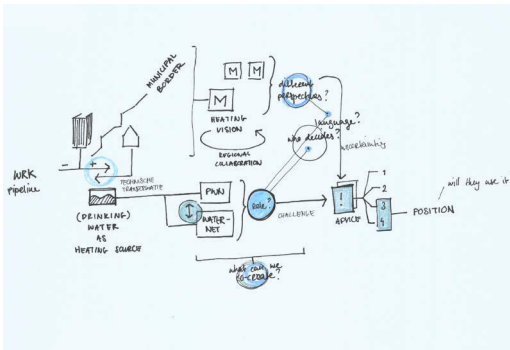 MUNICIPAL
BORDER
M
M
M
HEATING
VISION
REGIONAL
COLLABORATION
different
perspectives?
language?
who decides?
uncertainty
WRK
pipeline
-
+
TECHNISCHE
(DRINKING)
WATER
AS
HEATING SOURCE
PWN
WATER-
NET
Role?
CHALLENGE
!
ADVICE
1
2
3
4
POSITION
will they use it
what can we
co-create?